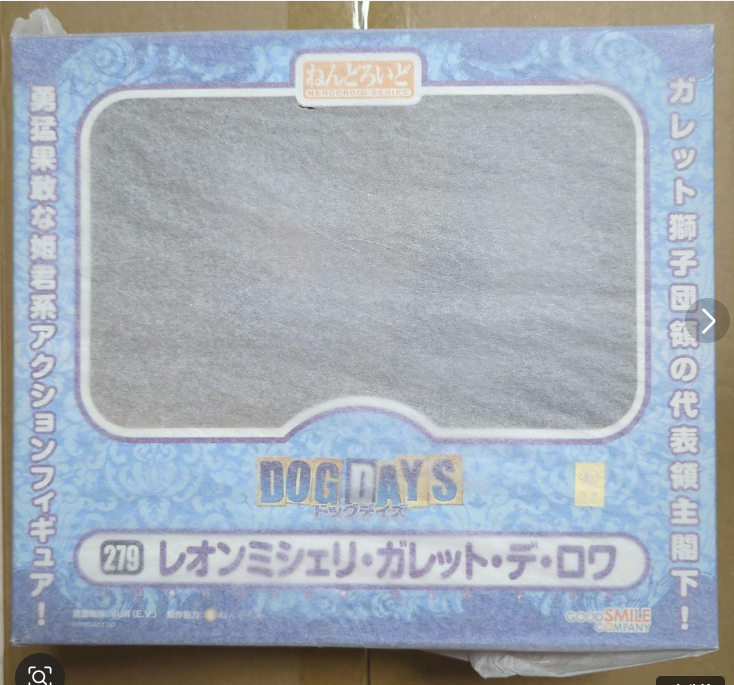 ねんどろいど
NENDOROID SERIES
ガレット獅子団領の代表領主閣下！
勇猛果敢な姫君系アクションフィギュア！
DOG DAYS
ドッグデイズ
279 レオンミシェリ・ガレット・デ・ロワ
GOOD SMILE
COMPANY